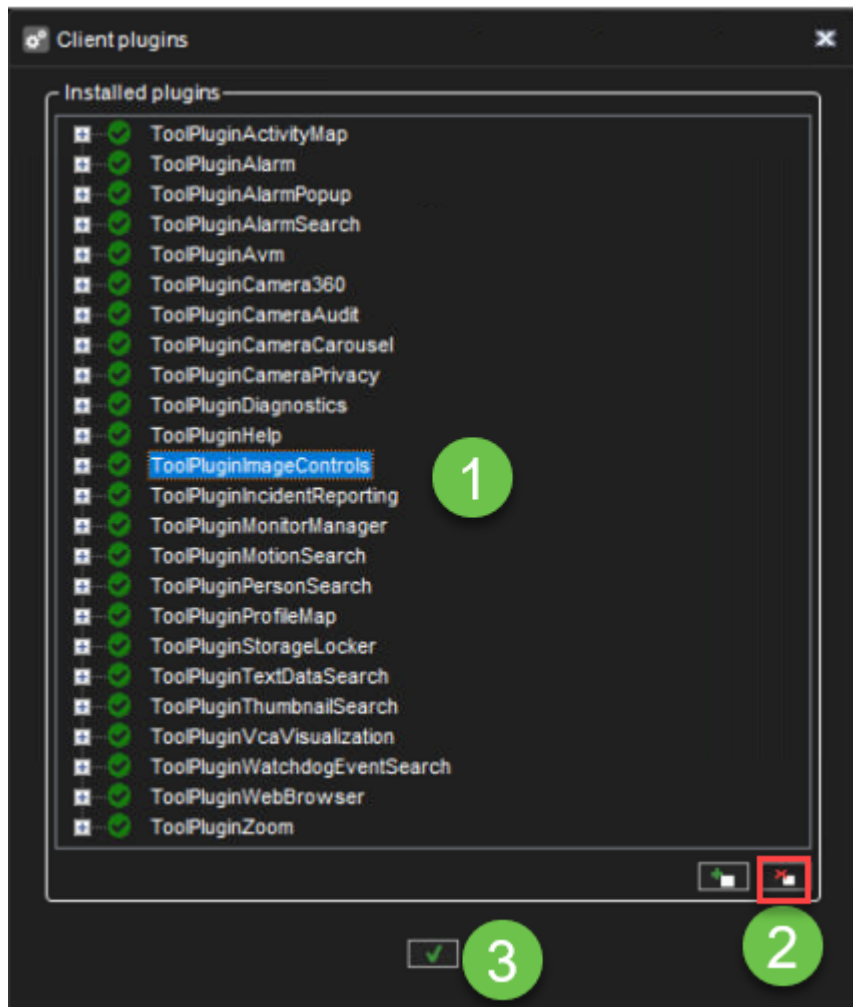 Client plugins
Installed plugins
ToolPluginActivityMap
ToolPluginAlarm
ToolPluginAlarmPopup
ToolPluginAlarmSearch
ToolPluginAvm
ToolPluginCamera360
ToolPluginCameraAudit
ToolPluginCameraCarousel
ToolPluginCameraPrivacy
ToolPluginDiagnostics
ToolPluginHelp
ToolPluginImageControls
1
ToolPluginIncidentReporting
ToolPluginMonitorManager
ToolPluginMotionSearch
ToolPluginPersonSearch
ToolPluginProfileMap
ToolPluginStorageLocker
ToolPluginTextDataSearch
ToolPluginThumbnailSearch
ToolPluginVcaVisualization
ToolPluginWatchdogEventSearch
ToolPluginWebBrowser
ToolPluginZoom
2
3